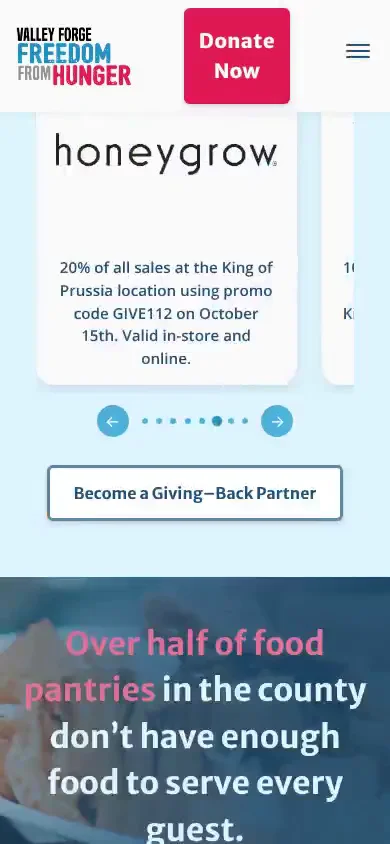 VALLEY FORGE
FREEDOM
FROM HUNGER
Donate
Now
honeygrow
20% of all sales at the King of
Prussia location using promo
code GIVE112 on October
15th. Valid in-store and
online.
Become a Giving–Back Partner
Over half of food
pantries in the county
don’t have enough
food to serve every
guest.